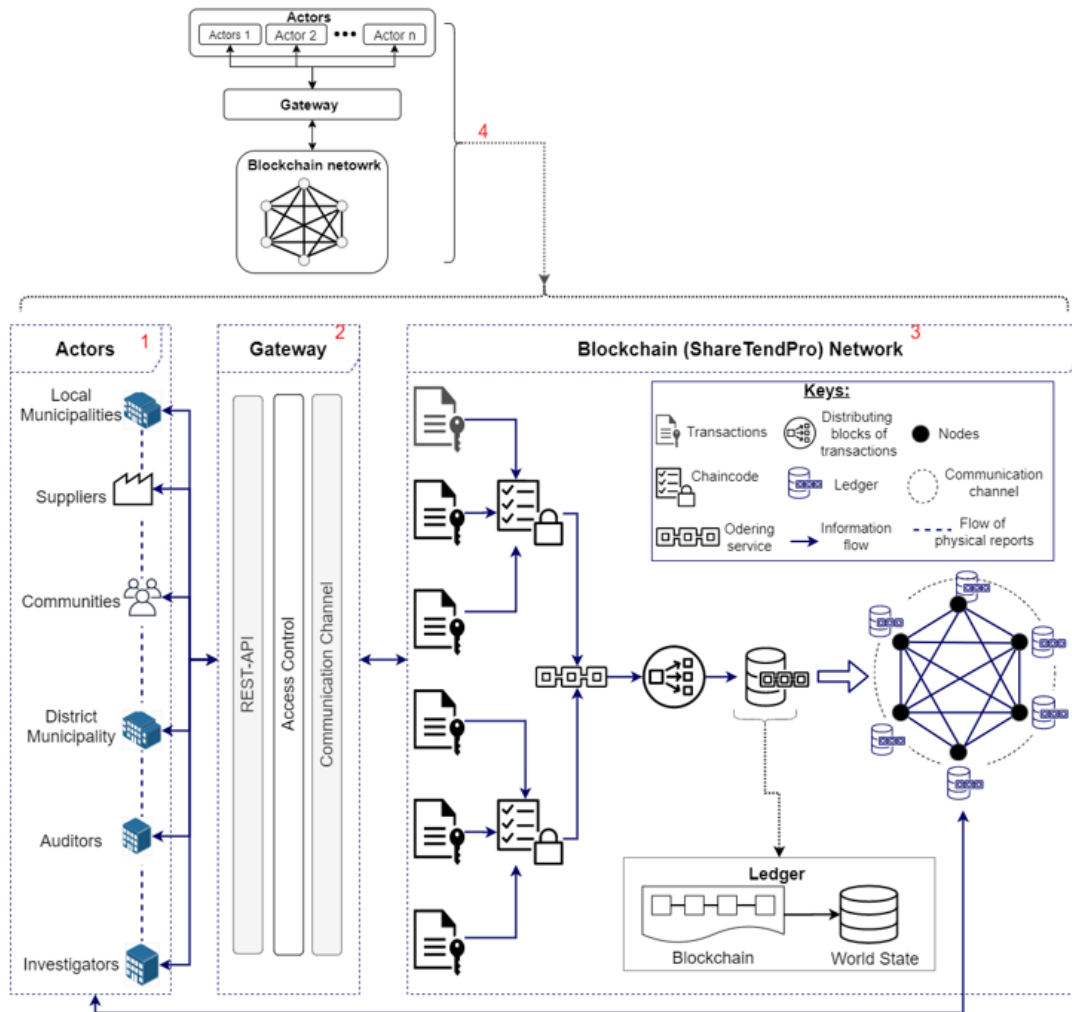 Actors
Actors 1
Actor 2
Actor n
Gateway
Blockchain netowrk
4
Actors
1
Gateway
2
Blockchain (ShareTendPro) Network
3
Local
Municipalities
Suppliers
Communities
District
Municipality
Auditors
Investigators
REST-API
Access Control
Communication Channel
Keys:
Transactions
Distributing
blocks of
transactions
Nodes
Chaincode
Ledger
Communication
channel
Odering
service
Information
flow
Flow of
physical reports
Ledger
Blockchain
World State